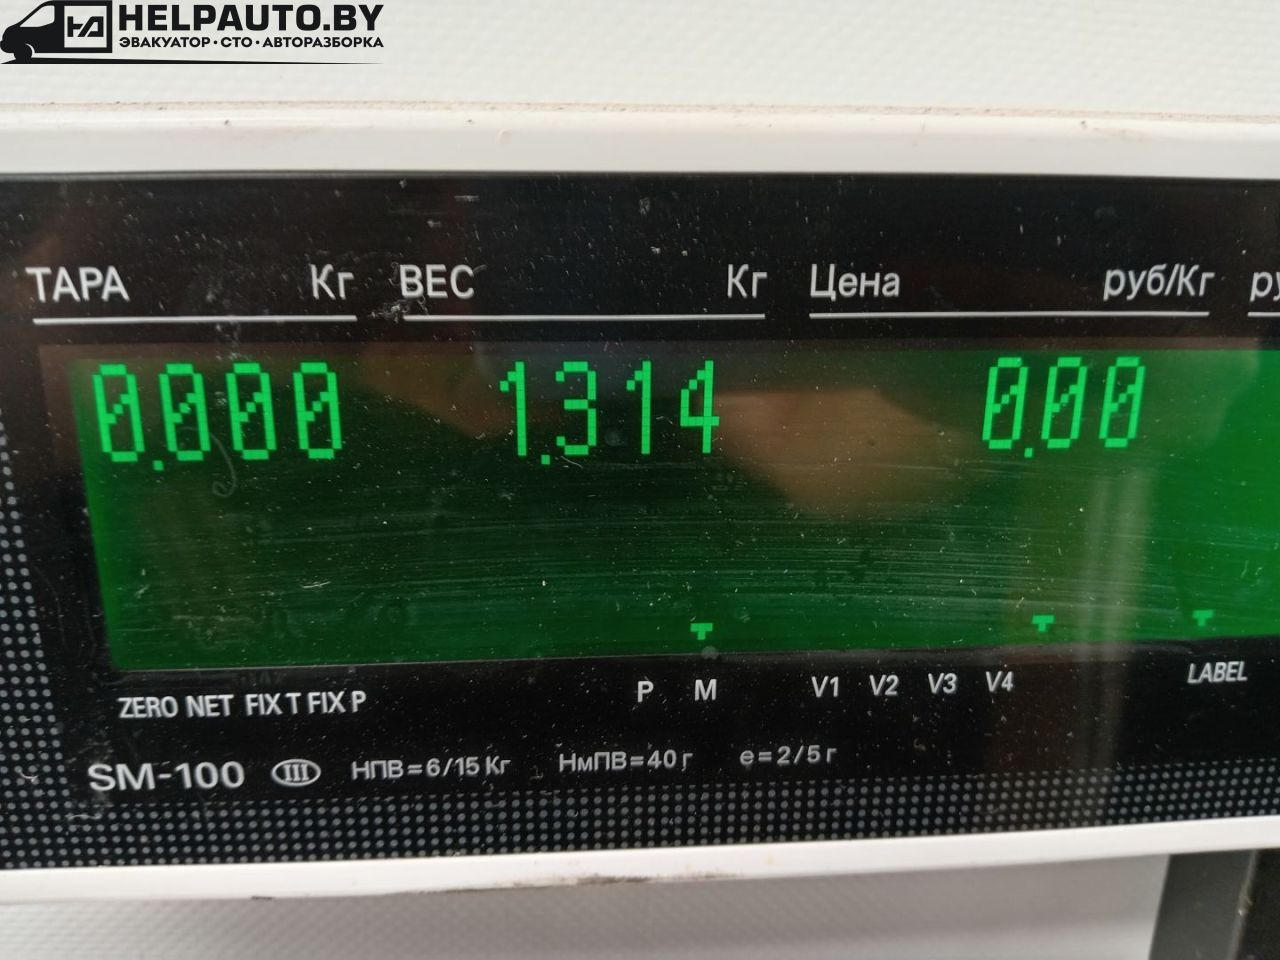 HELPAUTO.BY
ЭВАКУАТОР·СТО·АВТОРАЗБОРКА
ТАРА Кг ВЕС Кг Цена руб/Кг
0.000 1.314 0.00
P M V1 V2 V3 V4 LABEL
ZERO NET FIX T FIX P
SM-100 III НПВ=6/15 Кг НмПВ=40 г e=2/5 г